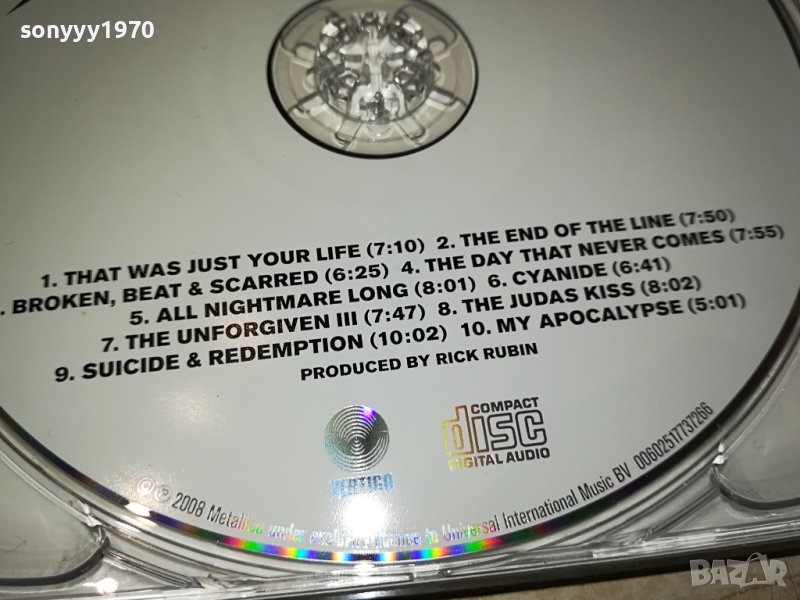 sonyyy1970
1. THAT WAS JUST YOUR LIFE (7:10) 2. THE END OF THE LINE (7:50)
. BROKEN, BEAT & SCARRED (6:25) 4. THE DAY THAT NEVER COMES (7:55)
5. ALL NIGHTMARE LONG (8:01) 6. CYANIDE (6:41)
7. THE UNFORGIVEN III (7:47) 8. THE JUDAS KISS (8:02)
9. SUICIDE & REDEMPTION (10:02) 10. MY APOCALYPSE (5:01)
PRODUCED BY RICK RUBIN
VERTIGO
COMPACT
disc
DIGITAL AUDIO
℗ © 2008 Metallica under exclusive licence to Universal International Music BV 00602517737266
BAZAR